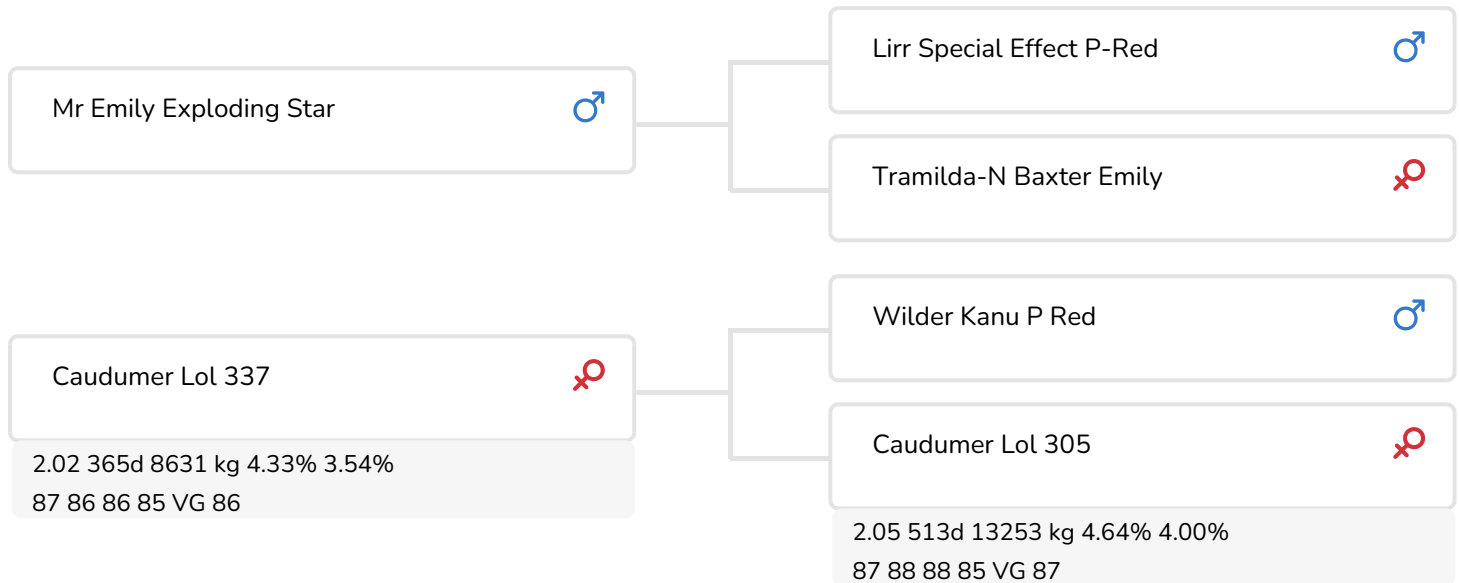 Lirr Special Effect P-Red
Mr Emily Exploding Star
Tramilda-N Baxter Emily
Wilder Kanu P Red
Caudumer Lol 337
2.02 365d 8631 kg 4.33% 3.54%
87 86 86 85 VG 86
Caudumer Lol 305
2.05 513d 13253 kg 4.64% 4.00%
87 88 88 85 VG 87